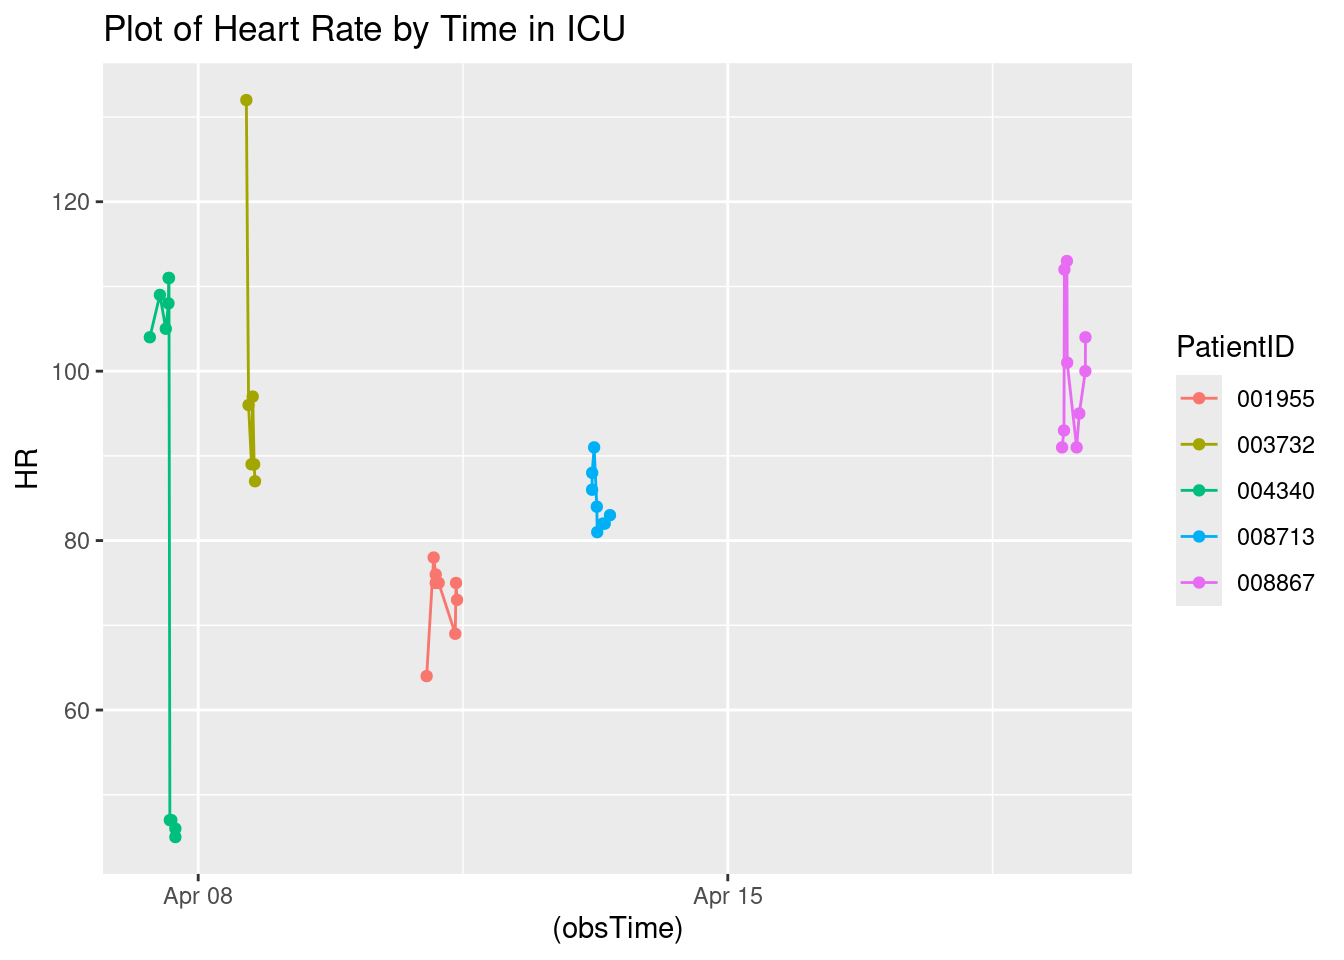 Plot of Heart Rate by Time in ICU
HR
120
100
80
60
Apr 08
Apr 15
(obsTime)
PatientID
001955
003732
004340
008713
008867